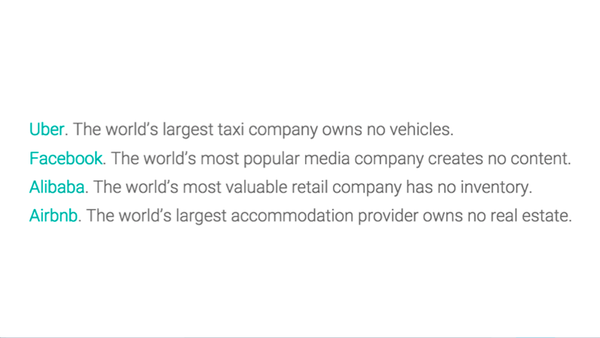 Uber. The world's largest taxi company owns no vehicles.
Facebook. The world's most popular media company creates no content.
Alibaba. The world's most valuable retail company has no inventory.
Airbnb. The world's largest accommodation provider owns no real estate.